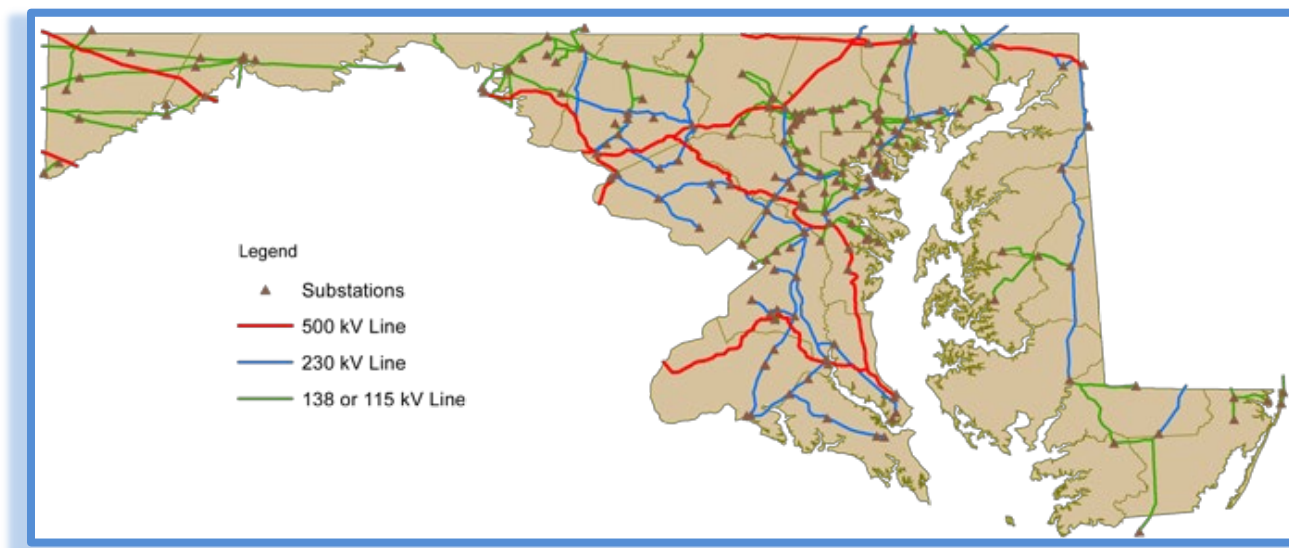 Legend
Substations
500 kV Line
230 kV Line
138 or 115 kV Line